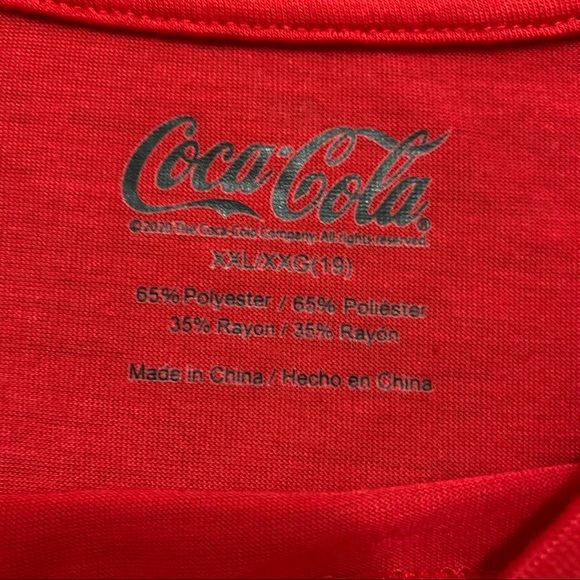 Coca-Cola®
© 2020 The Coca-Cola Company. All rights reserved.
XXL/XXG(19)
65% Polyester / 65% Poliéster
35% Rayon / 35% Rayón
Made in China / Hecho en China